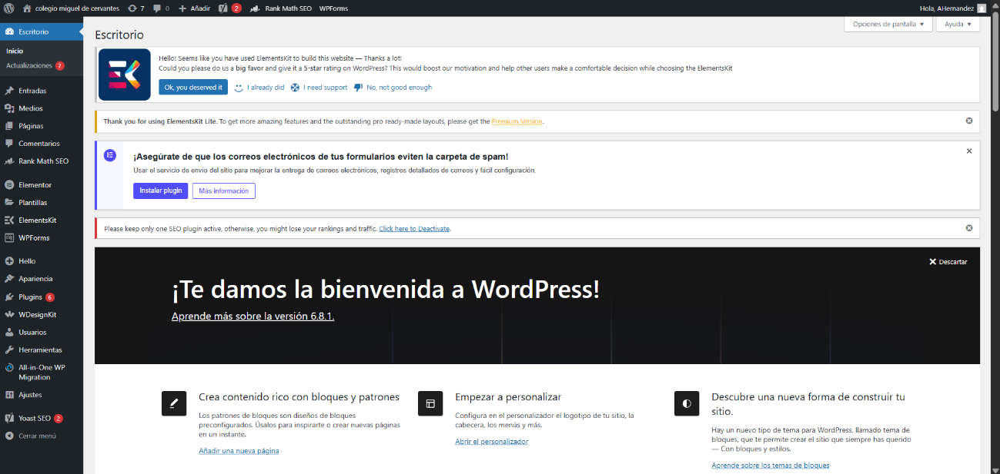 colegio miguel de cervantes 7 0 + Añadir 2 Rank Math SEO WPForms Hola, AHernandez
Escritorio
Inicio
Actualizaciones 7
Entradas
Medios
Páginas
Comentarios
Rank Math SEO
Elementor
Plantillas
ElementsKit
WPForms
Hello
Apariencia
Plugins 6
WDesignKit
Usuarios
Herramientas
All-in-One WP
Migration
Ajustes
Yoast SEO 2
Cerrar menú
Opciones de pantalla ▼ Ayuda ▼
Escritorio
Hello! Seems like you have used ElementsKit to build this website — Thanks a lot!
Could you please do us a big favor and give it a 5-star rating on WordPress? This would boost our motivation and help other users make a comfortable decision while choosing the ElementsKit
Ok, you deserved it I already did I need support No, not good enough
Thank you for using ElementsKit Lite. To get more amazing features and the outstanding pro ready-made layouts, please get the Premium Version.
¡Asegúrate de que los correos electrónicos de tus formularios eviten la carpeta de spam!
Usar el servicio de envío del sitio para mejorar la entrega de correos electrónicos, registros detallados de correos y fácil configuración.
Instalar plugin Más información
Please keep only one SEO plugin active, otherwise, you might lose your rankings and traffic. Click here to Deactivate.
Descartar
¡Te damos la bienvenida a WordPress!
Aprende más sobre la versión 6.8.1.
Crea contenido rico con bloques y patrones
Los patrones de bloques son diseños de bloques
preconfigurados. Úsalos para inspirarte o crear nuevas páginas
en un instante.
Añadir una nueva página
Empezar a personalizar
Configura en el personalizador el logotipo de tu sitio, la
cabecera, los menús y más.
Abrir el personalizador
Descubre una nueva forma de construir tu
sitio.
Hay un nuevo tipo de tema para WordPress, llamado tema de
bloques, que te permite crear el sitio que siempre has querido
— Con bloques y estilos.
Aprende sobre los temas de bloques